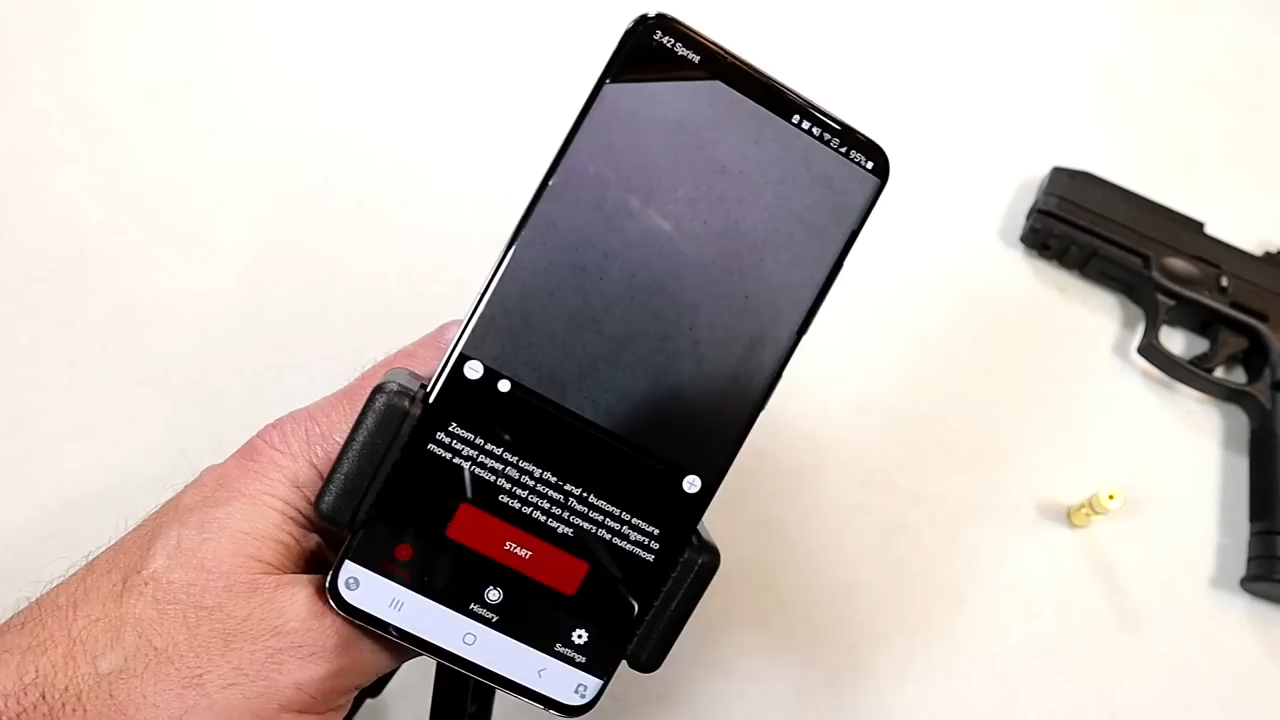 3:42 Sprint
95%
Zoom in and out using the - and + buttons to ensure
the target paper fills the screen. Then use two fingers to
move and resize the red circle so it covers the outermost
circle of the target.
START
History
Settings